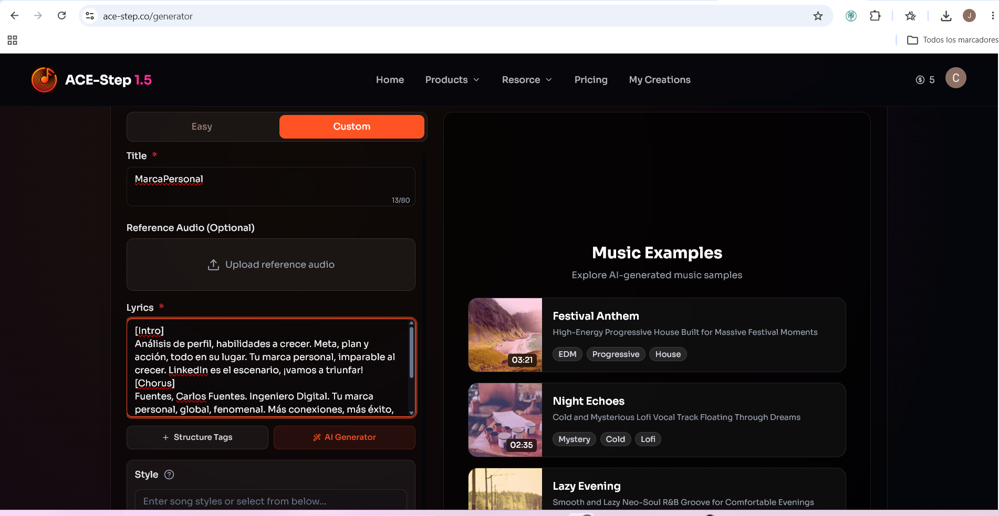 ace-step.co/generator
J
Todos los marcadores
ACE-Step 1.5
Home
Products
Resorce
Pricing
My Creations
5
C
Easy
Custom
Title *
MarcaPersonal
13/80
Reference Audio (Optional)
Upload reference audio
Lyrics *
[Intro]
Análisis de perfil, habilidades a crecer. Meta, plan y
acción, todo en su lugar. Tu marca personal, imparable al
crecer. LinkedIn es el escenario, ¡vamos a triunfar!
[Chorus]
Fuentes, Carlos Fuentes. Ingeniero Digital. Tu marca
personal, global, fenomenal. Más conexiones, más éxito,
+ Structure Tags
AI Generator
Style ?
Enter song styles or select from below...
Music Examples
Explore AI-generated music samples
Festival Anthem
High-Energy Progressive House Built for Massive Festival Moments
EDM
Progressive
House
03:21
Night Echoes
Cold and Mysterious Lofi Vocal Track Floating Through Dreams
Mystery
Cold
Lofi
02:35
Lazy Evening
Smooth and Lazy Neo-Soul R&B Groove for Comfortable Evenings